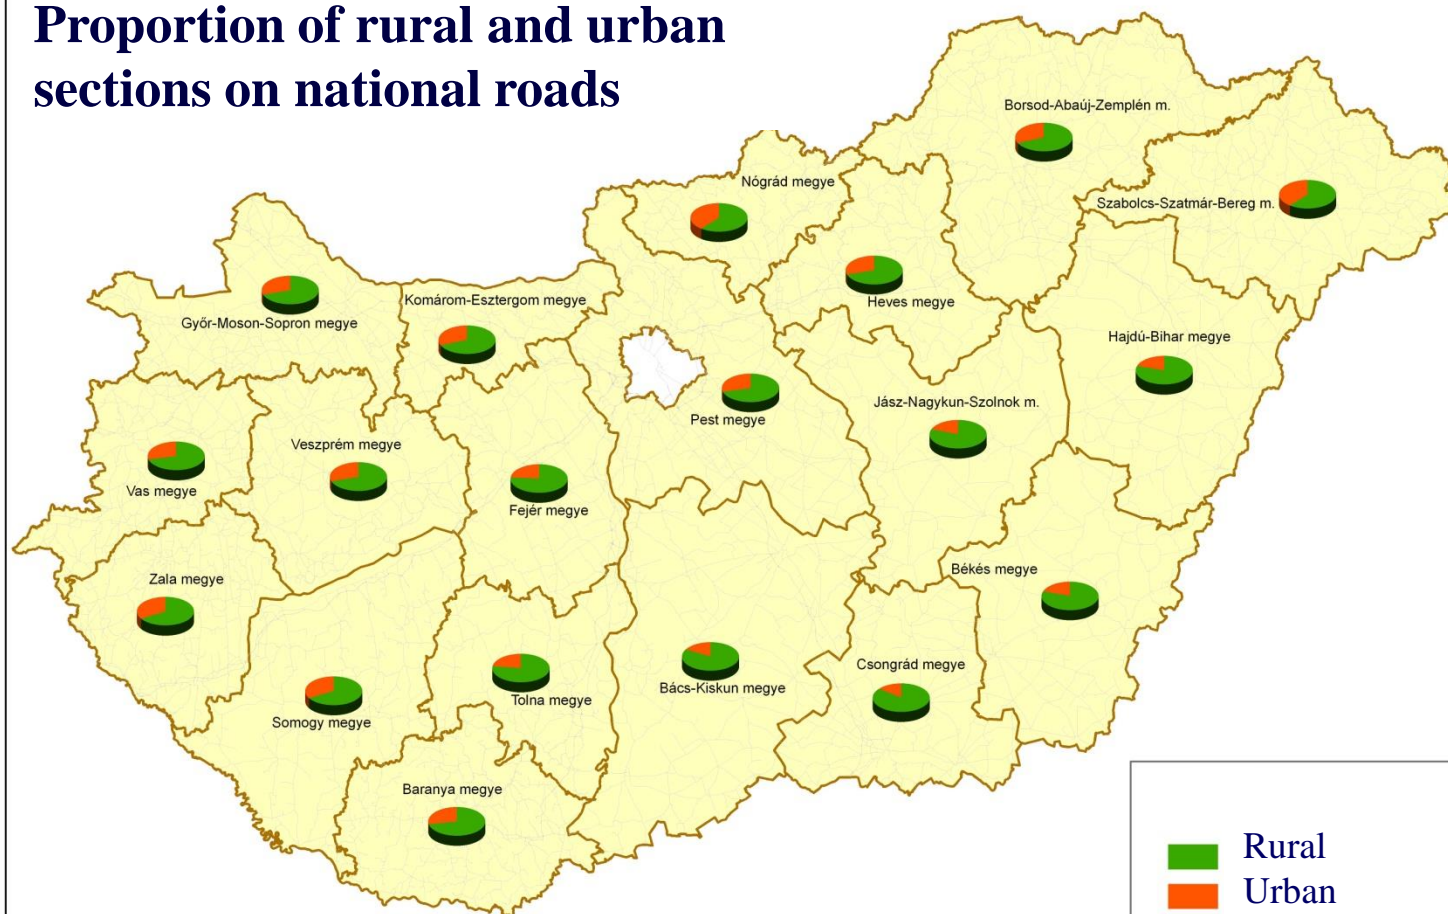 Proportion of rural and urban
sections on national roads
Borsod-Abaúj-Zemplén m.
Nógrád megye
Szabolcs-Szatmár-Bereg m.
Komárom-Esztergom megye
Heves megye
Győr-Moson-Sopron megye
Hajdú-Bihar megye
Jász-Nagykun-Szolnok m.
Pest megye
Veszprém megye
Vas megye
Fejér megye
Békés megye
Zala megye
Csongrád megye
Bács-Kiskun megye
Tolna megye
Somogy megye
Baranya megye
Rural
Urban